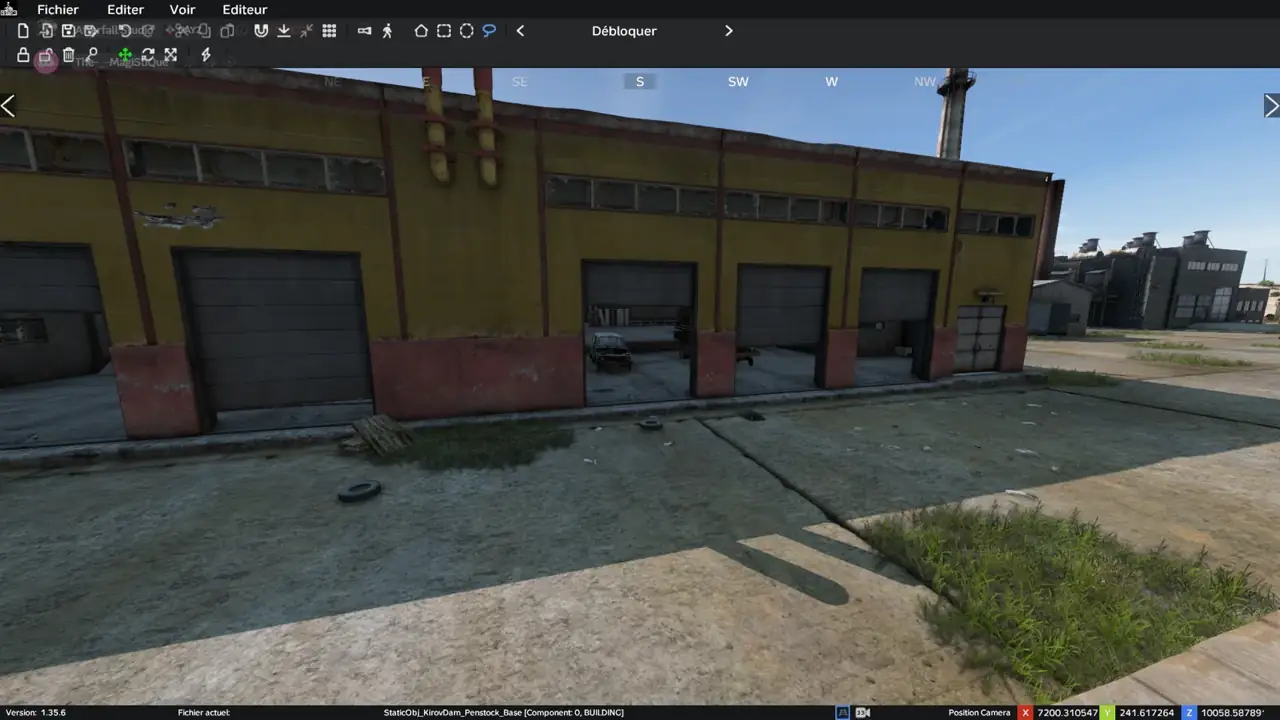 Fichier Editer Voir Editeur
Débloquer
NE E SE S SW W NW
Version: 1.35.6 Fichier actuel: StaticObj_KirovDam_Penstock_Base [Component: 0, BUILDING] Position Camera X 7200.310547 Y 241.617264 Z 10058.58789